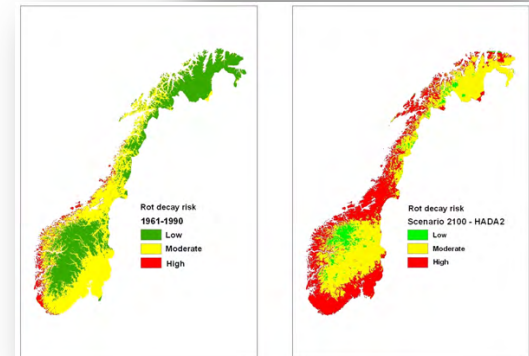 Rot decay risk
1961-1990
Low
Moderate
High
Rot decay risk
Scenario 2100 - HADA2
Low
Moderate
High